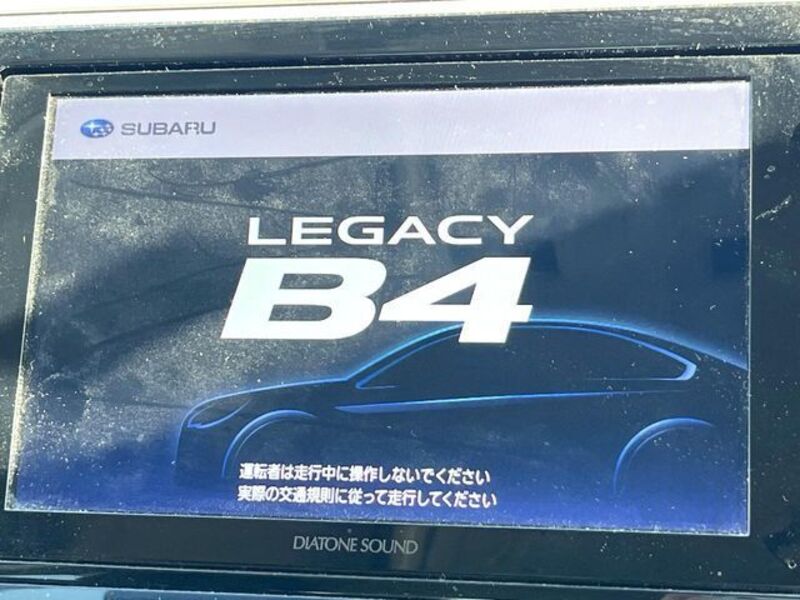 SUBARU
LEGACY
B4
運転者は走行中に操作しないでください
実際の交通規則に従って走行してください
DIATONE SOUND